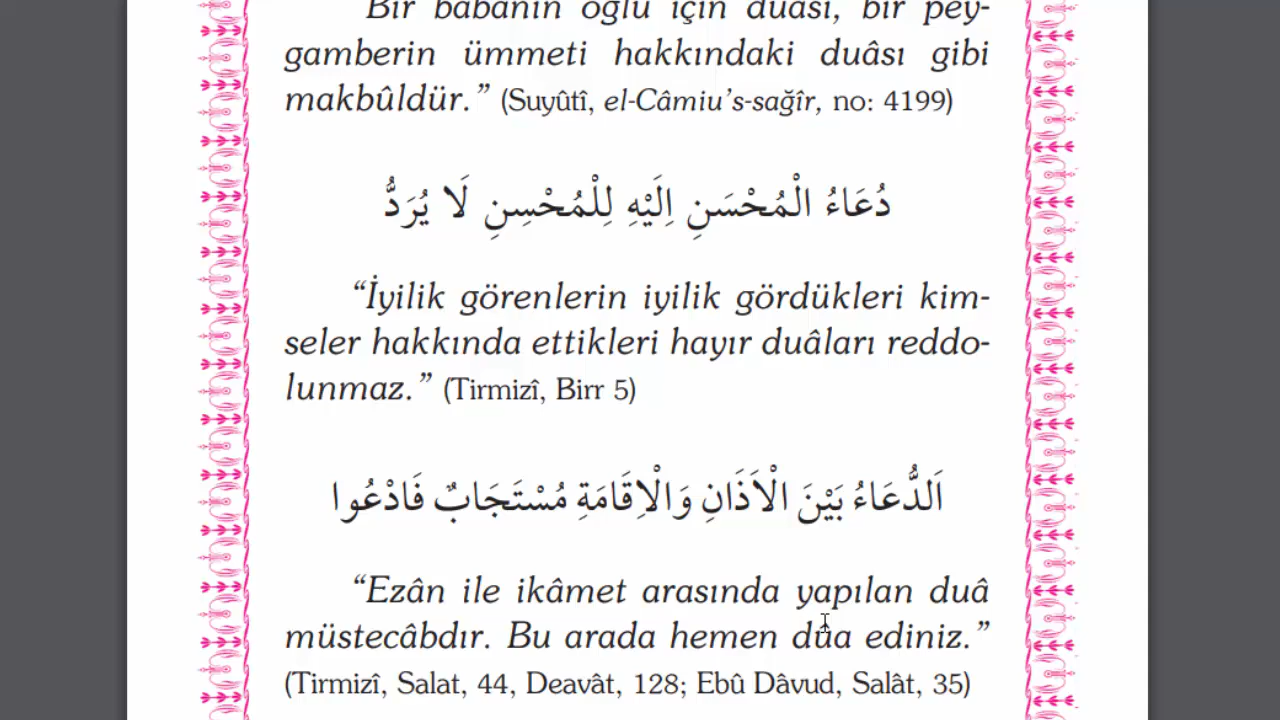 "Bir babanın oğlu için duâsı, bir pey-
gamberin ümmeti hakkındaki duâsı gibi
makbûldür.” (Suyûtî, el-Câmiu’s-sağîr, no: 4199)
دُعَاءُ الْمُحْسَنِ اِلَيْهِ لِلْمُحْسِنِ لَا يُرَدُّ
“İyilik görenlerin iyilik gördükleri kim-
seler hakkında ettikleri hayır duâları reddo-
lunmaz.” (Tirmizî, Birr 5)
اَلدُّعَاءُ بَيْنَ الْاَذَانِ وَالْاِقَامَةِ مُسْتَجَابٌ فَادْعُوا
“Ezân ile ikâmet arasında yapılan duâ
müstecâbdır. Bu arada hemen dua ediniz.”
(Tirmizî, Salat, 44, Deavât, 128; Ebû Dâvud, Salât, 35)